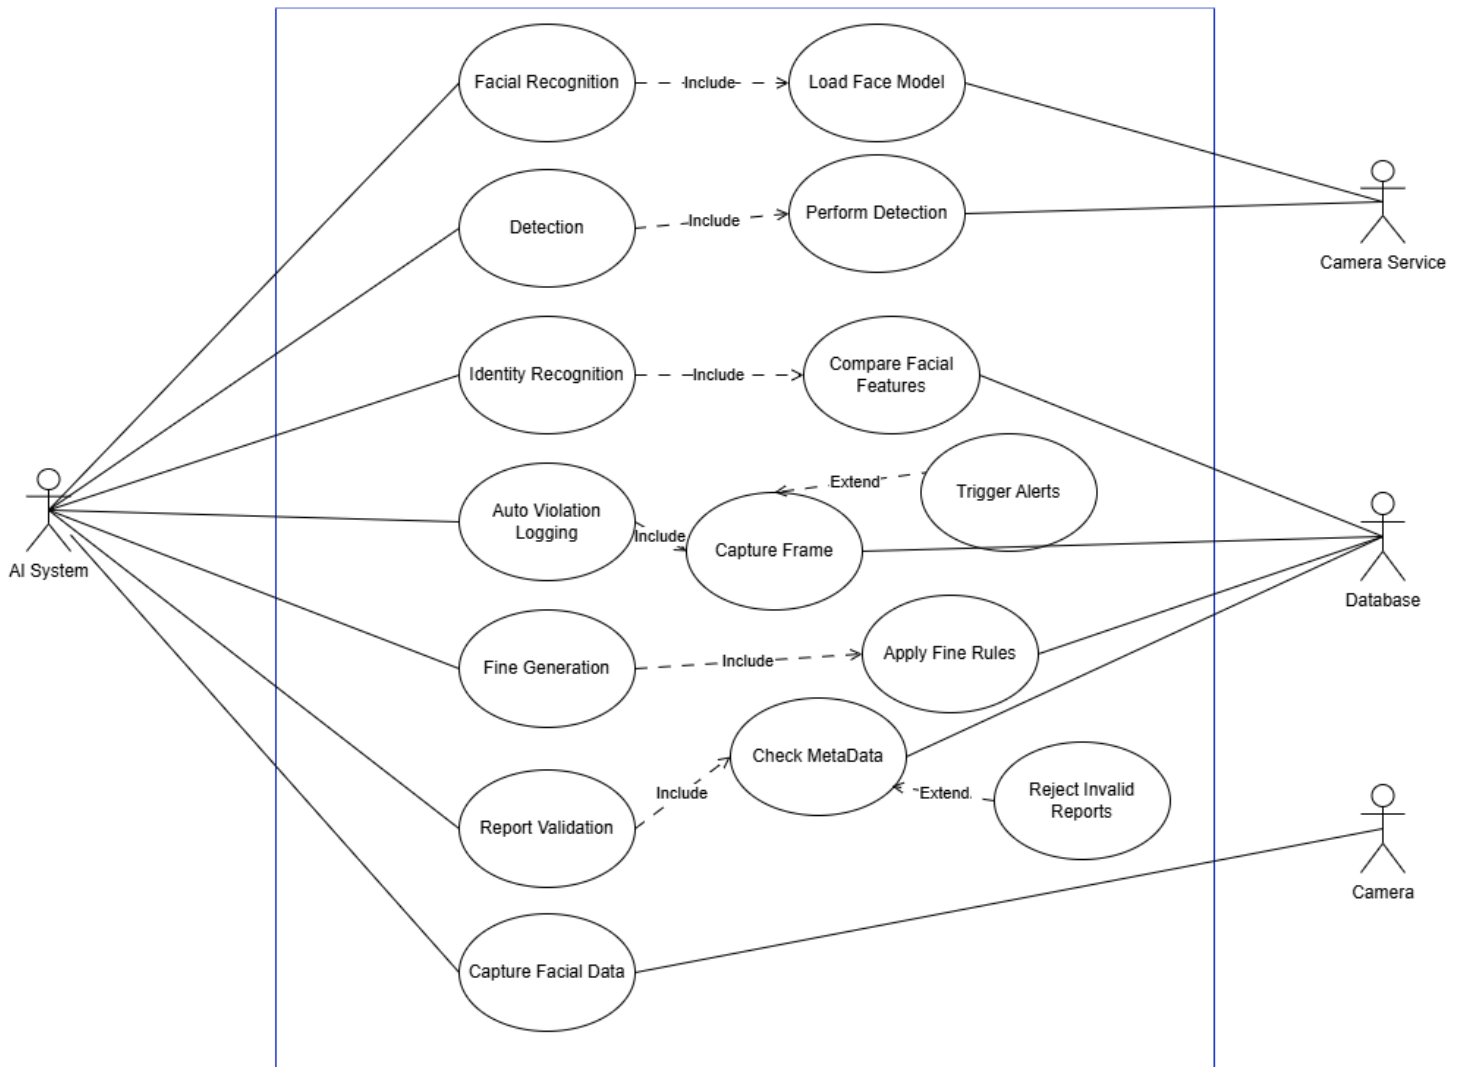 Facial Recognition
Include
Load Face Model
Detection
Include
Perform Detection
Camera Service
Identity Recognition
Include
Compare Facial
Features
AI System
Auto Violation
Logging
Include
Capture Frame
Extend
Trigger Alerts
Database
Fine Generation
Include
Apply Fine Rules
Report Validation
Include
Check MetaData
Extend
Reject Invalid
Reports
Camera
Capture Facial Data